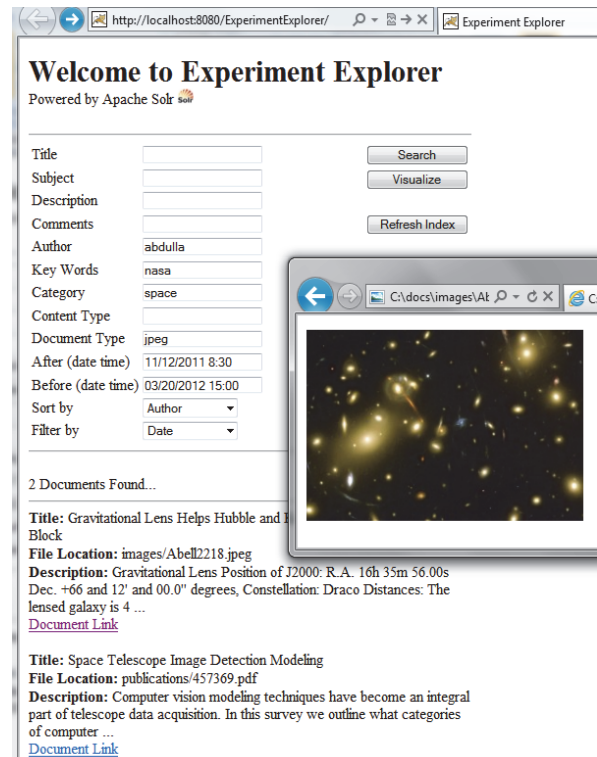 http://localhost:8080/ExperimentExplorer/
Experiment Explorer
Welcome to Experiment Explorer
Powered by Apache Solr Solr
Title
Search
Subject
Visualize
Description
Comments
Refresh Index
Author abdulla
Key Words nasa
Category space
Content Type
Document Type jpeg
After (date time) 11/12/2011 8:30
Before (date time) 03/20/2012 15:00
Sort by Author
Filter by Date
C:\docs\images\Ab
2 Documents Found...
Title: Gravitational Lens Helps Hubble and
Block
File Location: images/Abell2218.jpeg
Description: Gravitational Lens Position of J2000: R.A. 16h 35m 56.00s
Dec. +66 and 12' and 00.0" degrees, Constellation: Draco Distances: The
lensed galaxy is 4 ...
Document Link
Title: Space Telescope Image Detection Modeling
File Location: publications/457369.pdf
Description: Computer vision modeling techniques have become an integral
part of telescope data acquisition. In this survey we outline what categories
of computer ...
Document Link